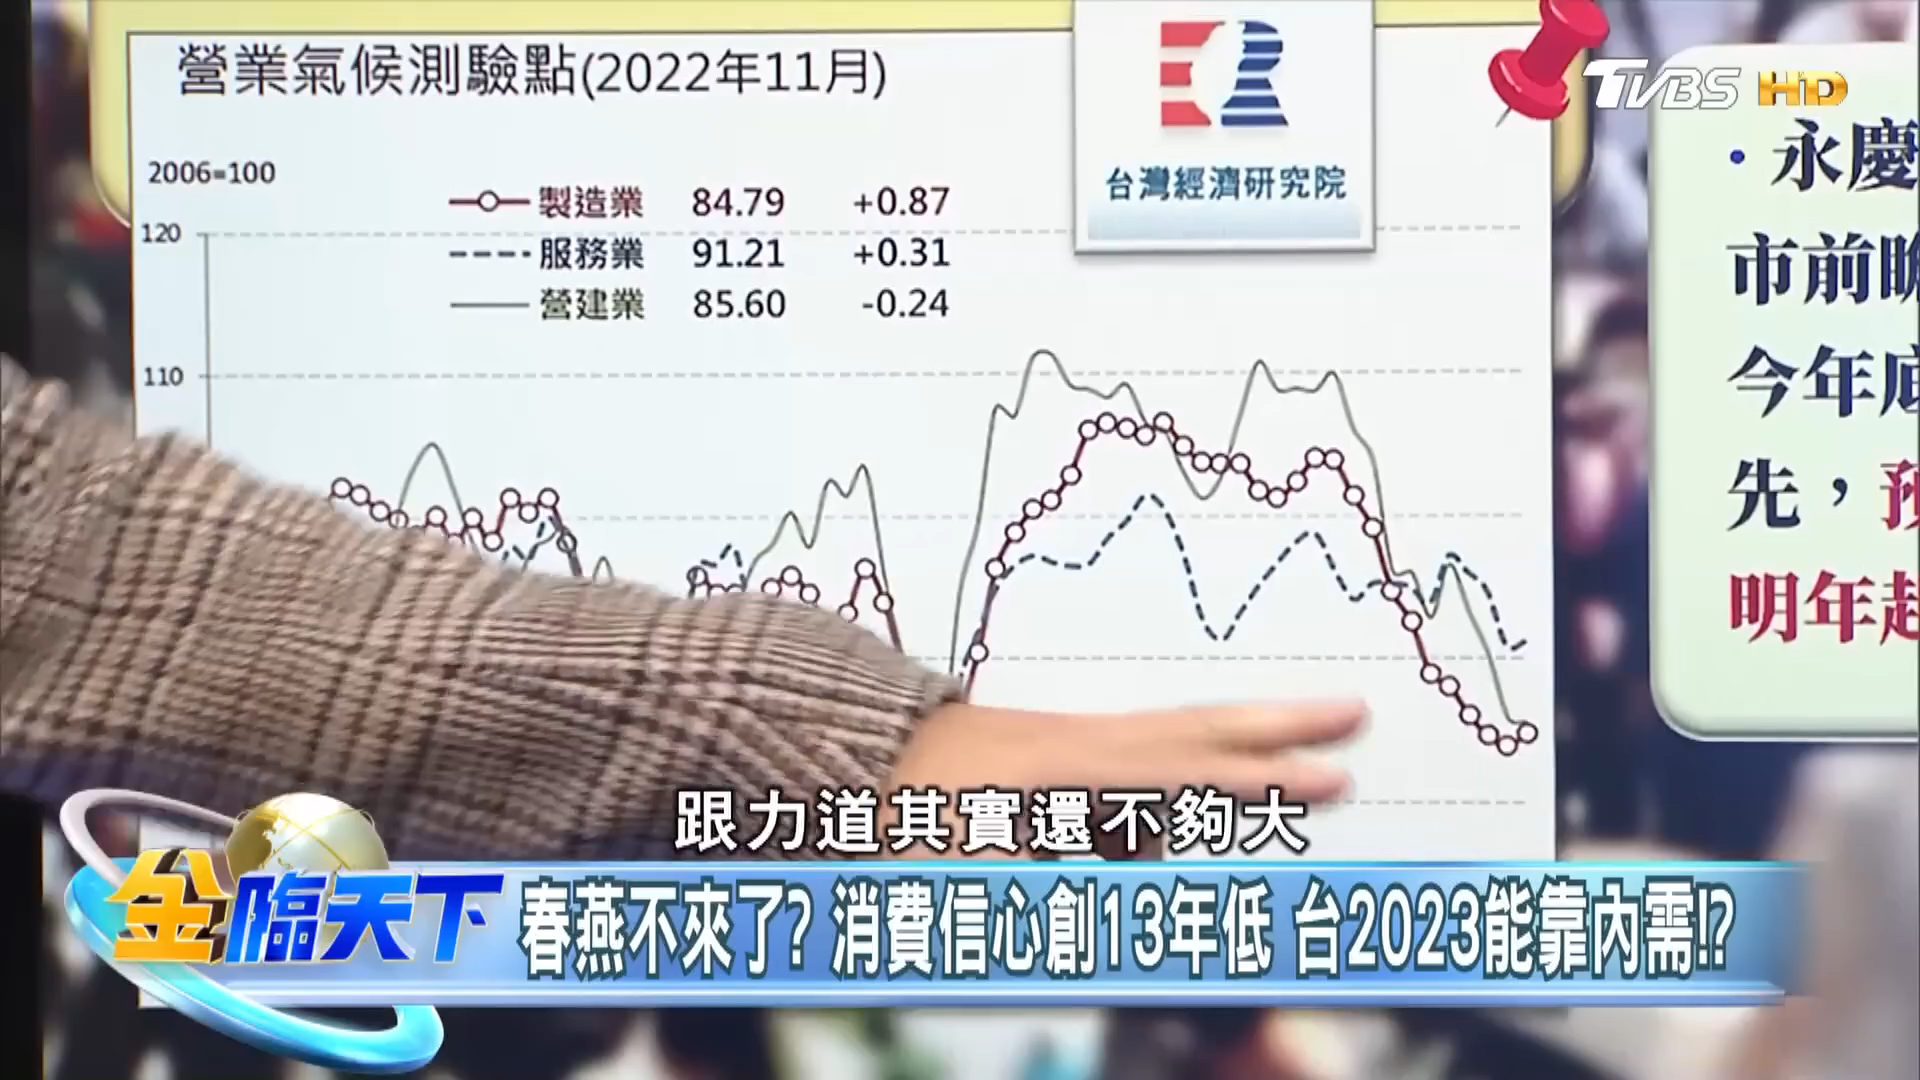 營業氣候測驗點(2022年11月)
2006=100
製造業 84.79 +0.87
服務業 91.21 +0.31
營建業 85.60 -0.24
120
110
台灣經濟研究院
TVBS HD
・永慶
市前瞻
今年底
先，預
明年起
跟力道其實還不夠大
金臨天下
春燕不來了? 消費信心創13年低 台2023能靠內需!?